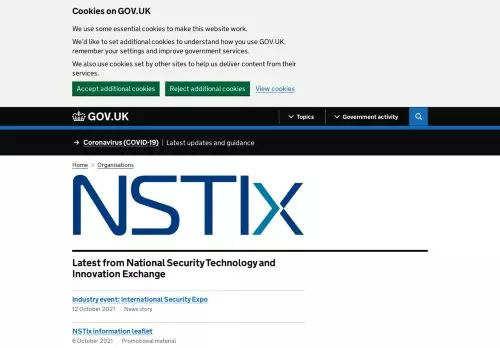 Cookies on GOV.UK
We use some essential cookies to make this website work.
We'd like to set additional cookies to understand how you use GOV.UK,
remember your settings and improve government services.
We also use cookies set by other sites to help us deliver content from their
services.
Accept additional cookies Reject additional cookies View cookies
GOV.UK Topics Government activity
→ Coronavirus (COVID-19) | Latest updates and guidance
Home > Organisations
NSTIx
Latest from National Security Technology and
Innovation Exchange
Industry event: International Security Expo
12 October 2021 News story
NSTIx information leaflet
6 October 2021 Promotional material